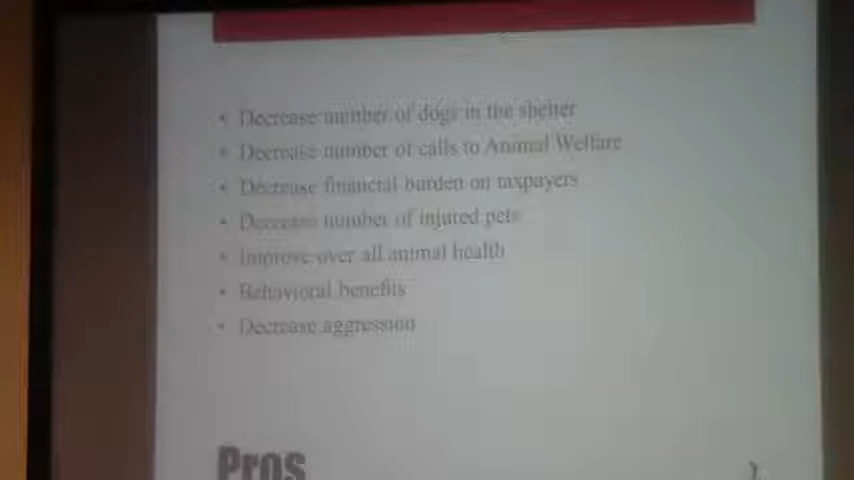 • Decrease number of dogs in the shelter
• Decrease number of calls to Animal Welfare
• Decrease financial burden on taxpayers
• Decrease number of injured pets
• Improve over all animal health
• Behavioral benefits
• Decrease aggression
Pros